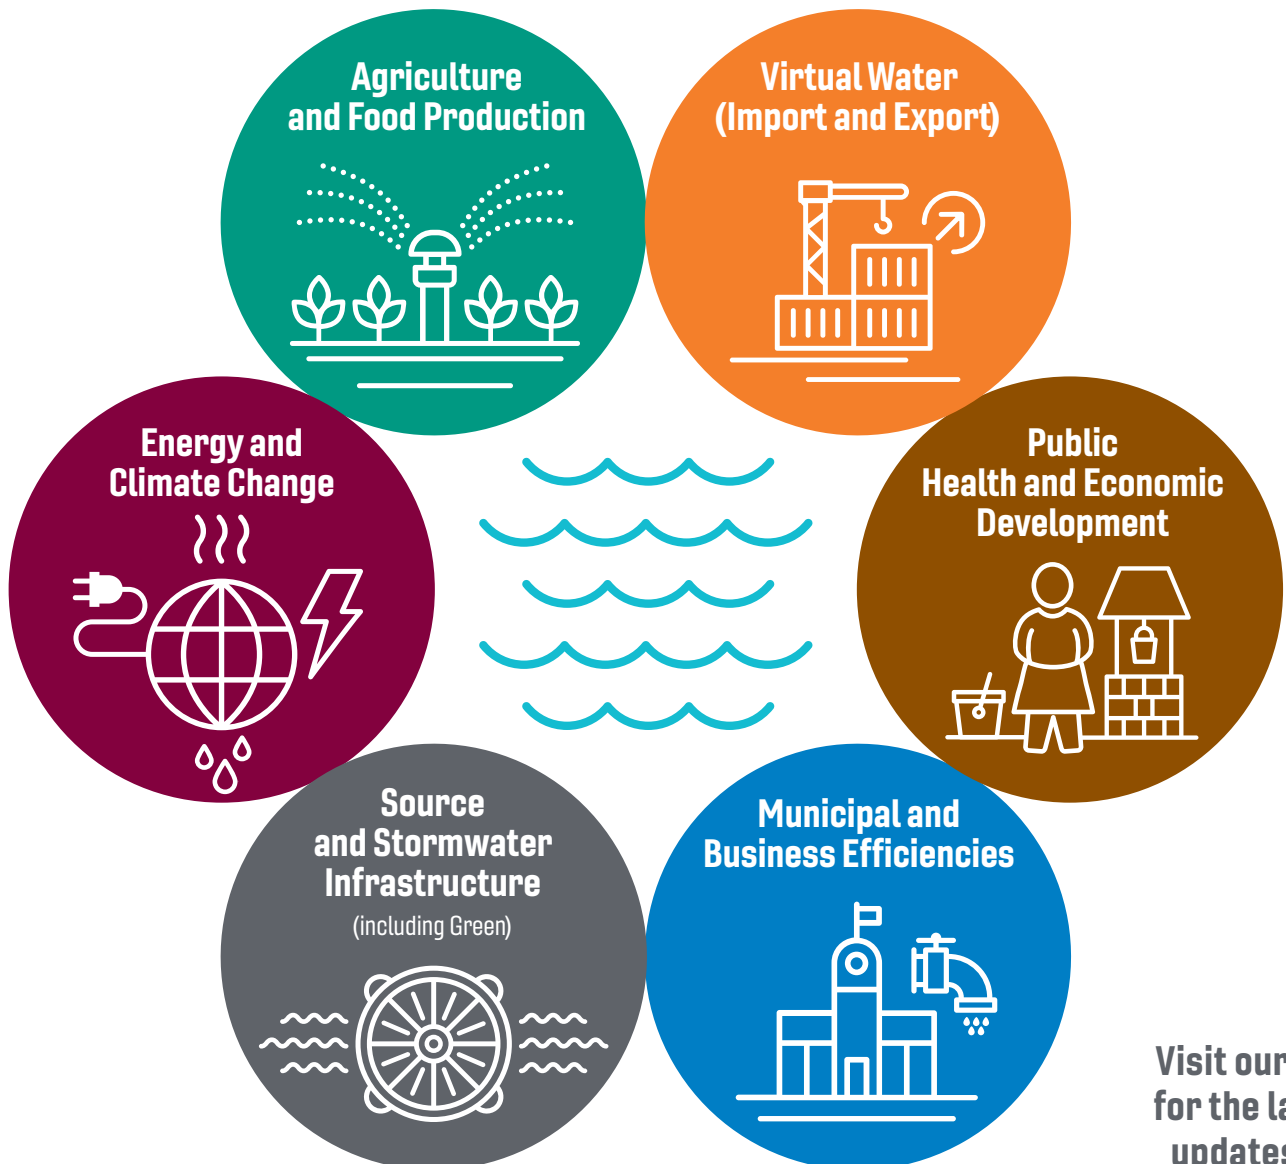 Agriculture
and Food Production
Virtual Water
(Import and Export)
Energy and
Climate Change
Public
Health and Economic
Development
Source
and Stormwater
Infrastructure
(including Green)
Municipal and
Business Efficiencies
Visit our
for the la
updates